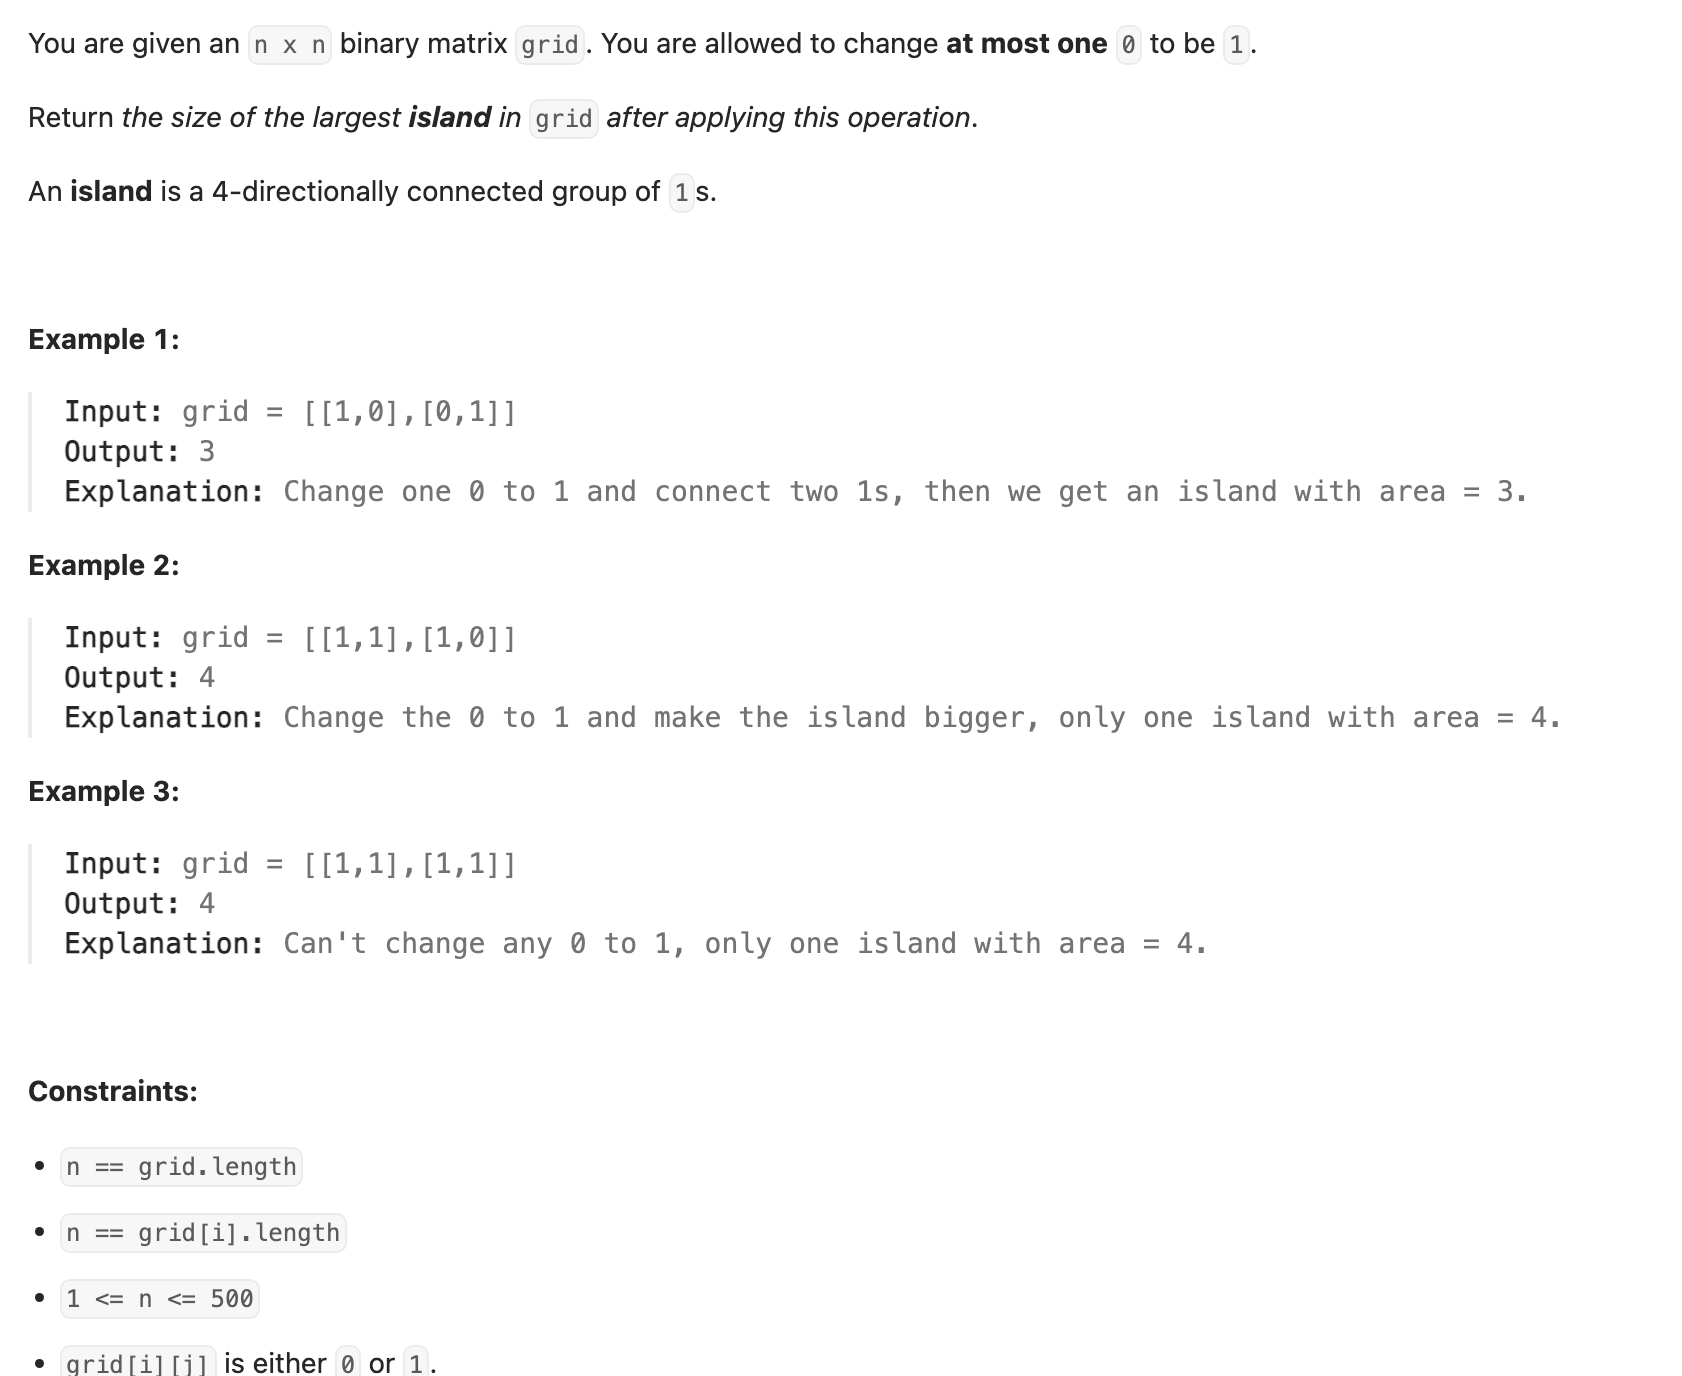 You are given an n x n binary matrix grid. You are allowed to change at most one 0 to be 1.
Return the size of the largest island in grid after applying this operation.
An island is a 4-directionally connected group of 1s.
Example 1:
Input: grid = [[1,0],[0,1]]
Output: 3
Explanation: Change one 0 to 1 and connect two 1s, then we get an island with area = 3.
Example 2:
Input: grid = [[1,1],[1,0]]
Output: 4
Explanation: Change the 0 to 1 and make the island bigger, only one island with area = 4.
Example 3:
Input: grid = [[1,1],[1,1]]
Output: 4
Explanation: Can't change any 0 to 1, only one island with area = 4.
Constraints:
• n == grid.length
• n == grid[i].length
• 1 <= n <= 500
• grid[i][j] is either 0 or 1.